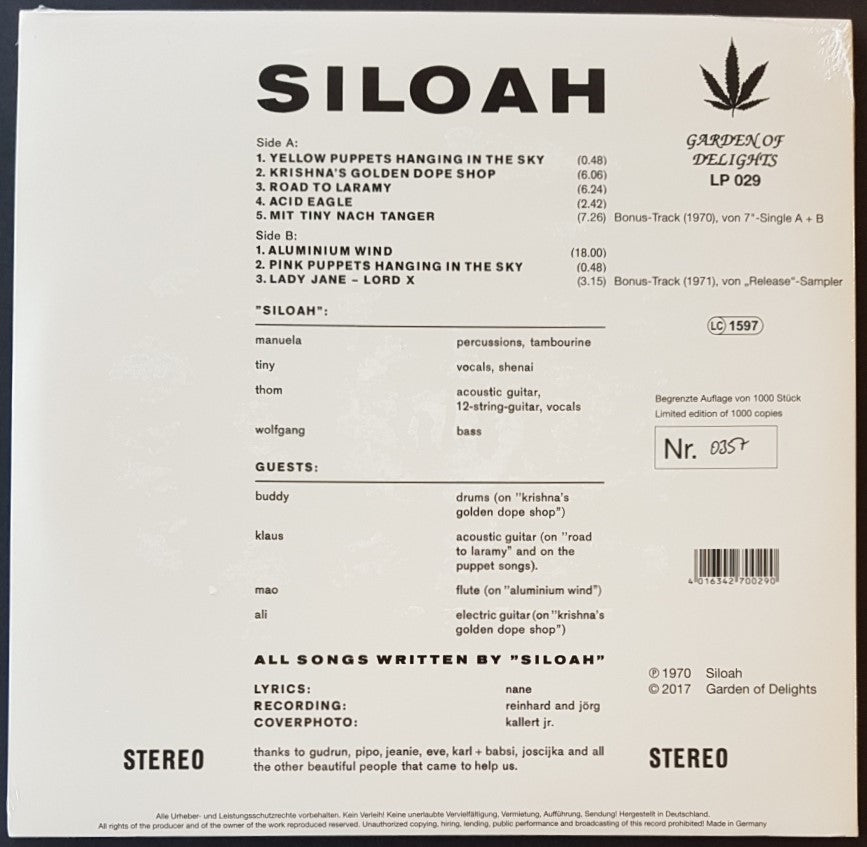 SILOAH
GARDEN OF
DELIGHTS
LP 029
Side A:
1. YELLOW PUPPETS HANGING IN THE SKY (0.48)
2. KRISHNA'S GOLDEN DOPE SHOP (6.06)
3. ROAD TO LARAMY (6.24)
4. ACID EAGLE (2.42)
5. MIT TINY NACH TANGER (7.26) Bonus-Track (1970), von 7"-Single A + B
Side B:
1. ALUMINIUM WIND (18.00)
2. PINK PUPPETS HANGING IN THE SKY (0.48)
3. LADY JANE – LORD X (3.15) Bonus-Track (1971), von „Release"-Sampler
"SILOAH":
manuela percussions, tambourine
tiny vocals, shenai
thom acoustic guitar,
12-string-guitar, vocals
wolfgang bass
GUESTS:
buddy drums (on "krishna's
golden dope shop")
klaus acoustic guitar (on "road
to laramy" and on the
puppet songs).
mao flute (on "aluminium wind")
ali electric guitar (on "krishna's
golden dope shop")
ALL SONGS WRITTEN BY "SILOAH"
LYRICS: nane
RECORDING: reinhard and jörg
COVERPHOTO: kallert jr.
thanks to gudrun, pipo, jeanie, eve, karl + babsi, joscijka and all
the other beautiful people that came to help us.
STEREO
LC 1597
Begrenzte Auflage von 1000 Stück
Limited edition of 1000 copies
Nr. 0357
4 016342 700290
℗ 1970 Siloah
© 2017 Garden of Delights
STEREO
Alle Urheber- und Leistungsschutzrechte vorbehalten. Kein Verleih! Keine unerlaubte Vervielfältigung, Vermietung, Aufführung, Sendung! Hergestellt in Deutschland.
All rights of the producer and of the owner of the work reproduced reserved. Unauthorized copying, hiring, lending, public performance and broadcasting of this record prohibited! Made in Germany